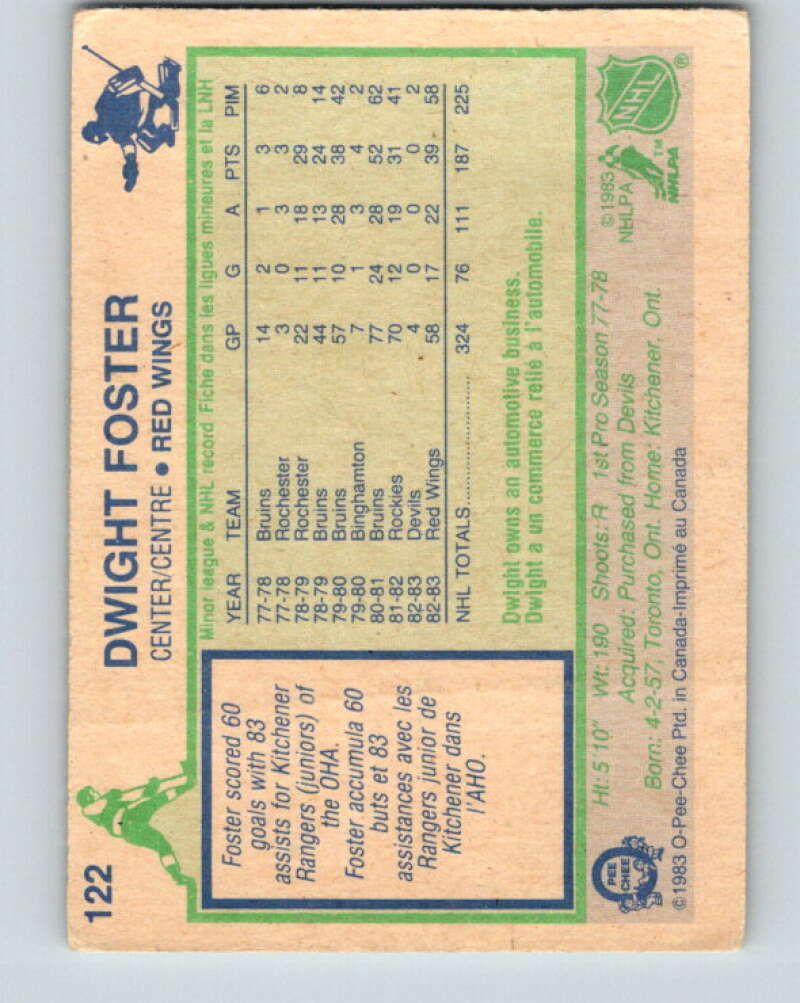 122
DWIGHT FOSTER
CENTER/CENTRE • RED WINGS
Foster scored 60
goals with 83
assists for Kitchener
Rangers (juniors) of
the OHA.
Foster accumula 60
buts et 83
assistances avec les
Rangers junior de
Kitchener dans
l'AHO.
Minor league & NHL record Fiche dans les ligues mineures et la LNH
YEAR TEAM GP G A PTS PIM
77-78 Bruins 14 2 1 3 6
77-78 Rochester 3 0 3 3 2
78-79 Rochester 22 11 18 29 8
78-79 Bruins 44 11 13 24 14
79-80 Bruins 57 10 28 38 42
79-80 Binghamton 7 1 3 4 2
80-81 Bruins 77 24 28 52 62
81-82 Rockies 70 12 19 31 41
82-83 Devils 4 0 0 0 2
82-83 Red Wings 58 17 22 39 58
NHL TOTALS.................. 324 76 111 187 225
Dwight owns an automotive business.
Dwight a un commerce relié à l'automobile.
Ht: 5'10" Wt: 190 Shoots: R 1st Pro Season 77-78
Acquired: Purchased from Devils
Born: 4-2-57, Toronto, Ont. Home: Kitchener, Ont.
©1983 O-Pee-Chee Ptd. in Canada-Imprimé au Canada
O
PEE
CHEE
©1983
NHLPA
NHL ®
NHLPA ™